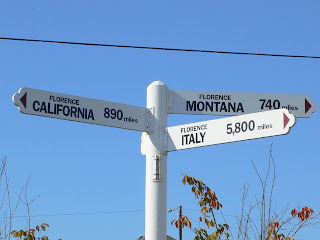 FLORENCE
CALIFORNIA 890 miles
FLORENCE
MONTANA 740 miles
FLORENCE
ITALY 5,800 miles